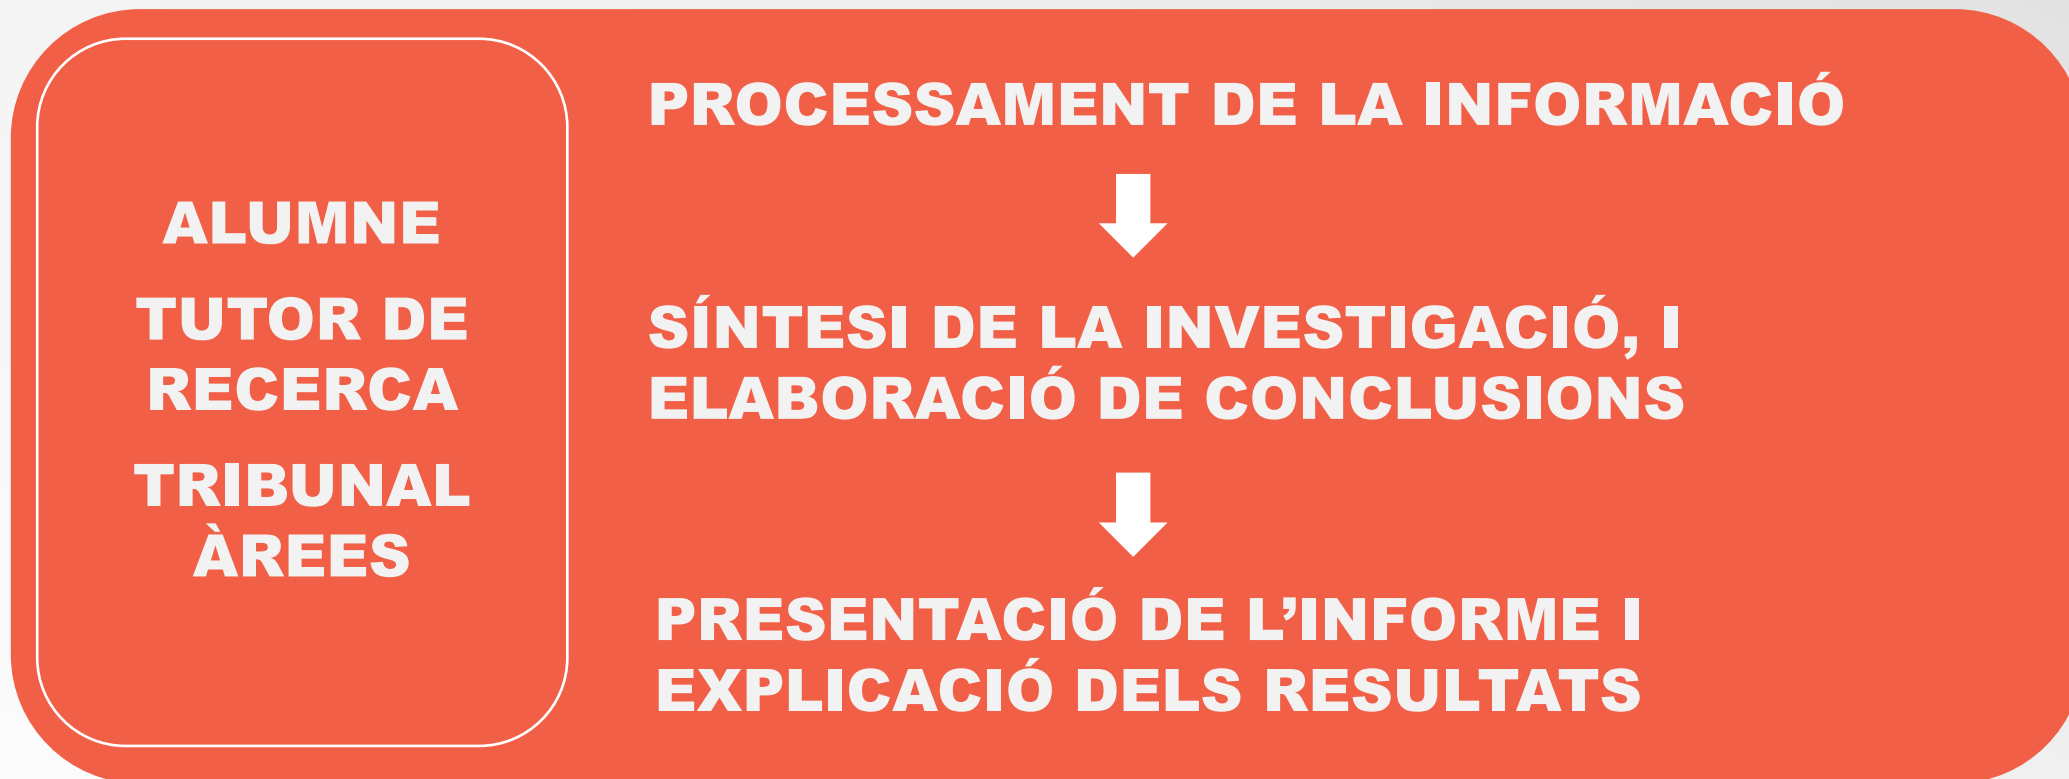 ALUMNE
TUTOR DE
RECERCA
TRIBUNAL
ÀREES
PROCESSAMENT DE LA INFORMACIÓ
SÍNTESI DE LA INVESTIGACIÓ, I
ELABORACIÓ DE CONCLUSIONS
PRESENTACIÓ DE L’INFORME I
EXPLICACIÓ DELS RESULTATS